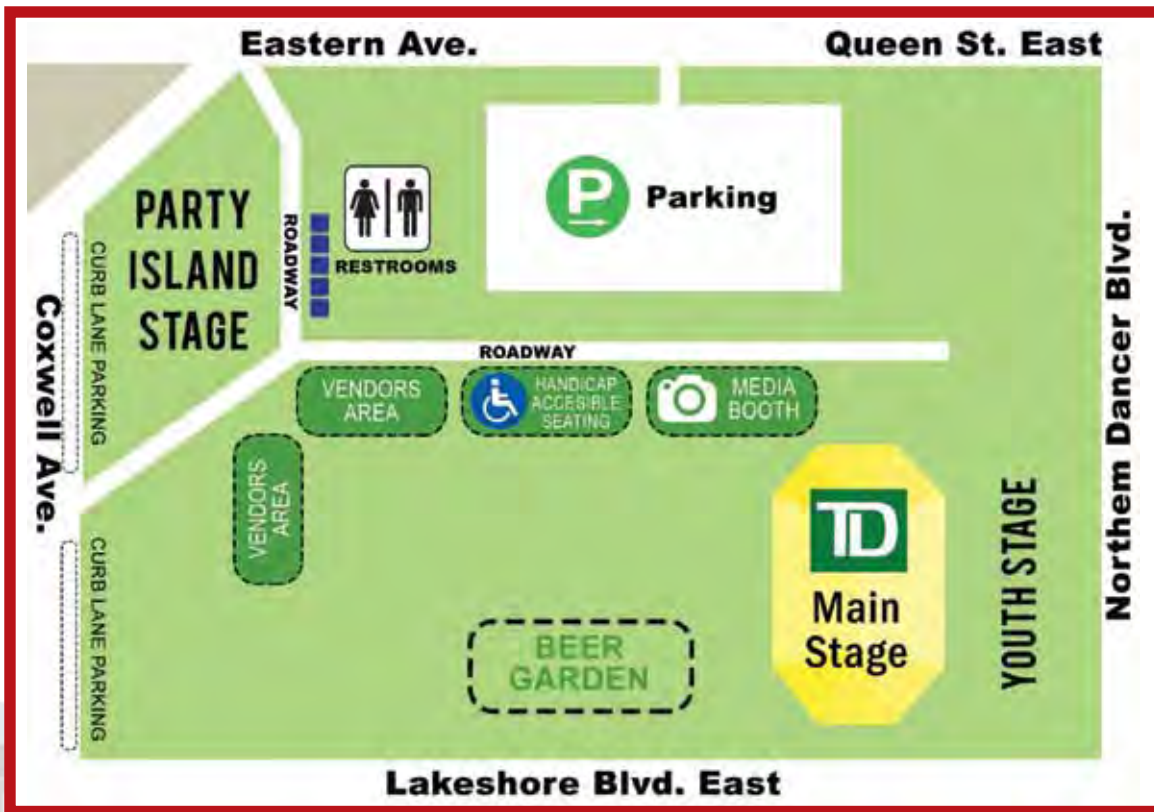 Eastern Ave.
Queen St. East
P
Parking
PARTY
ISLAND
STAGE
ROADWAY
RESTROOMS
CURB LANE PARKING
Coxwell Ave.
Northern Dancer Blvd.
ROADWAY
VENDORS
AREA
HANDICAP
ACCESIBLE
SEATING
MEDIA
BOOTH
VENDORS
AREA
TD
Main
Stage
YOUTH STAGE
CURB LANE PARKING
BEER
GARDEN
Lakeshore Blvd. East